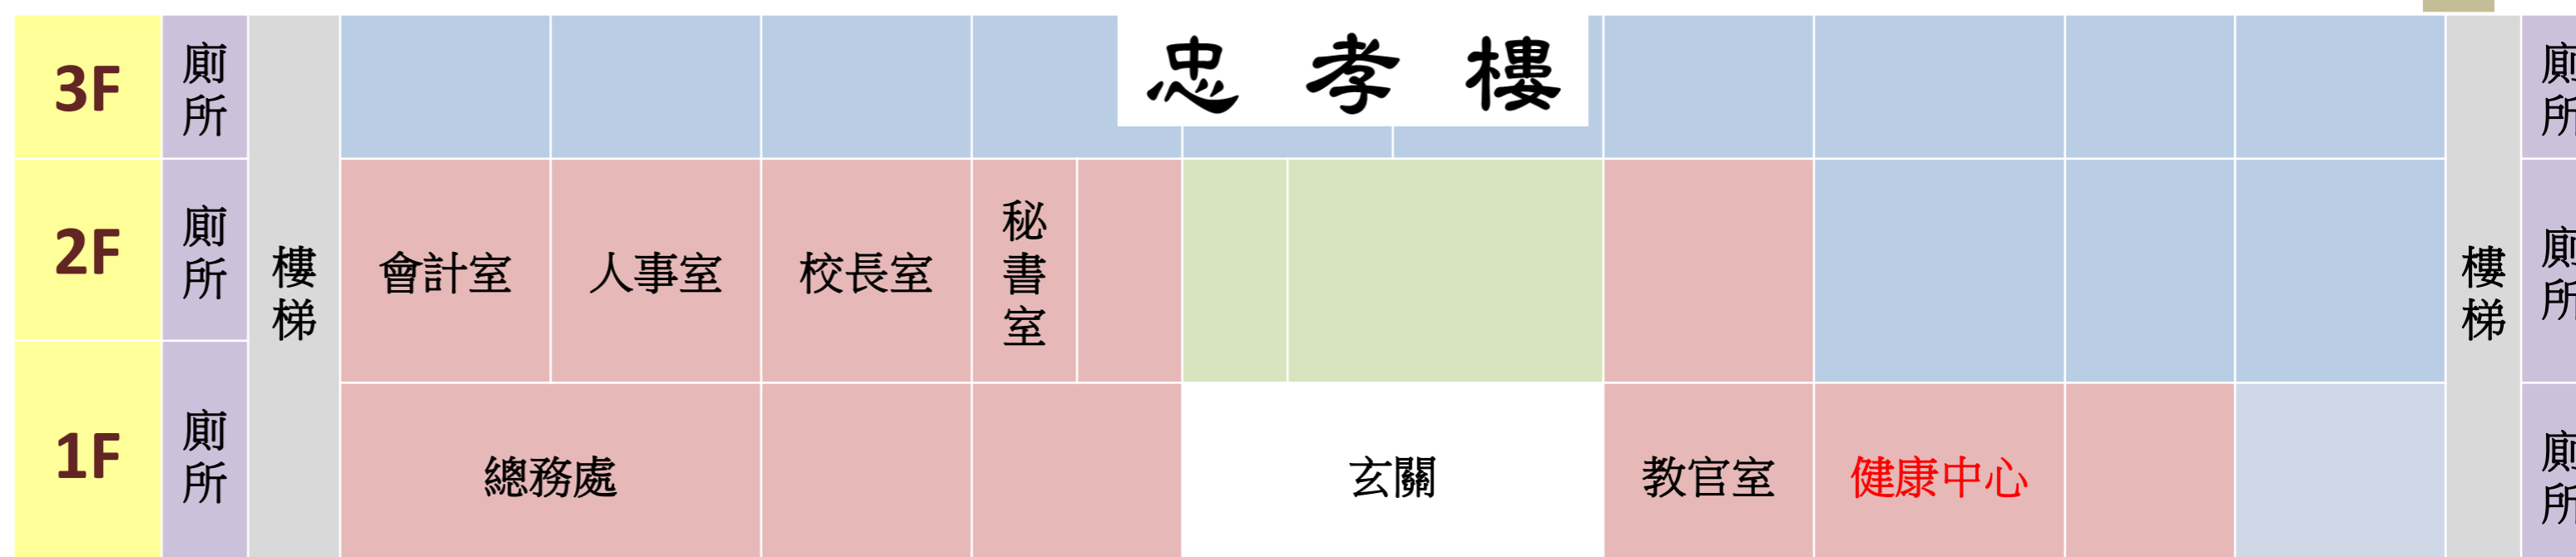 忠孝樓
3F 廁所 廁所
2F 廁所 樓梯 會計室 人事室 校長室 秘書室 樓梯 廁所
1F 廁所 總務處 玄關 教官室 健康中心 廁所